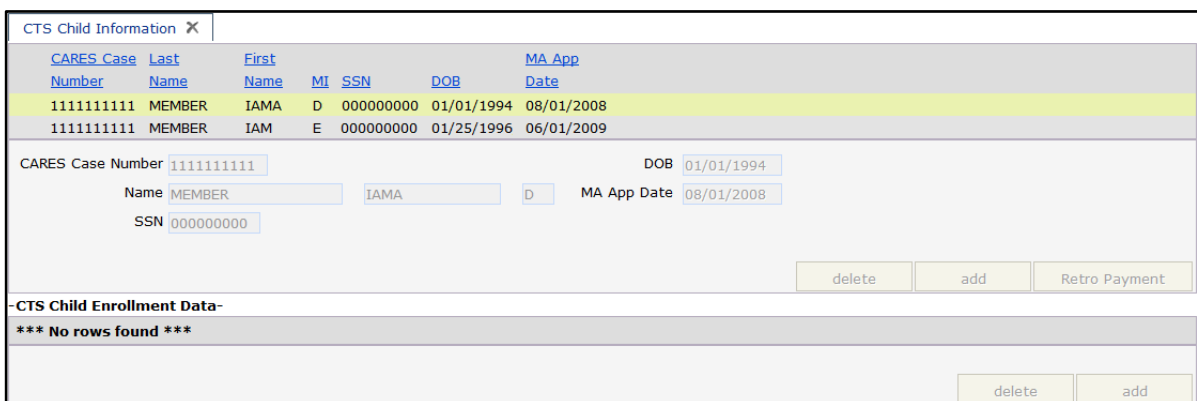 CTS Child Information X
CARES Case Last First MA App
Number Name Name MI SSN DOB Date
1111111111 MEMBER IAMA D 000000000 01/01/1994 08/01/2008
1111111111 MEMBER IAM E 000000000 01/25/1996 06/01/2009
CARES Case Number 1111111111 DOB 01/01/1994
Name MEMBER IAMA D MA App Date 08/01/2008
SSN 000000000
delete add Retro Payment
-CTS Child Enrollment Data-
*** No rows found ***
delete add